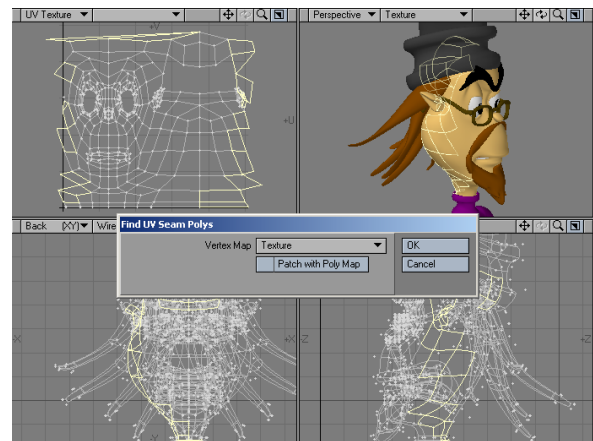 UV Texture
Perspective Texture
+V
+U
Back (XY) Wire
Find UV Seam Polys
Vertex Map Texture OK
Patch with Poly Map Cancel
-X +X -Z +Z
-Y